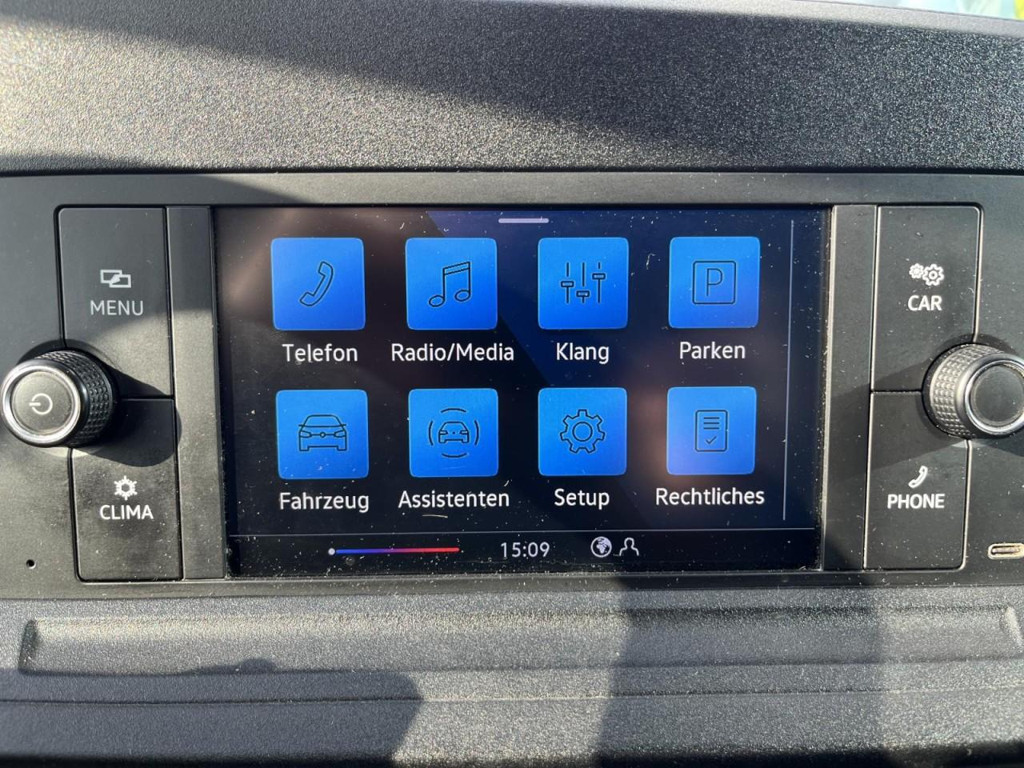 MENU
CAR
P
Telefon
Radio/Media
Klang
Parken
CLIMA
PHONE
Fahrzeug
Assistenten
Setup
Rechtliches
15:09